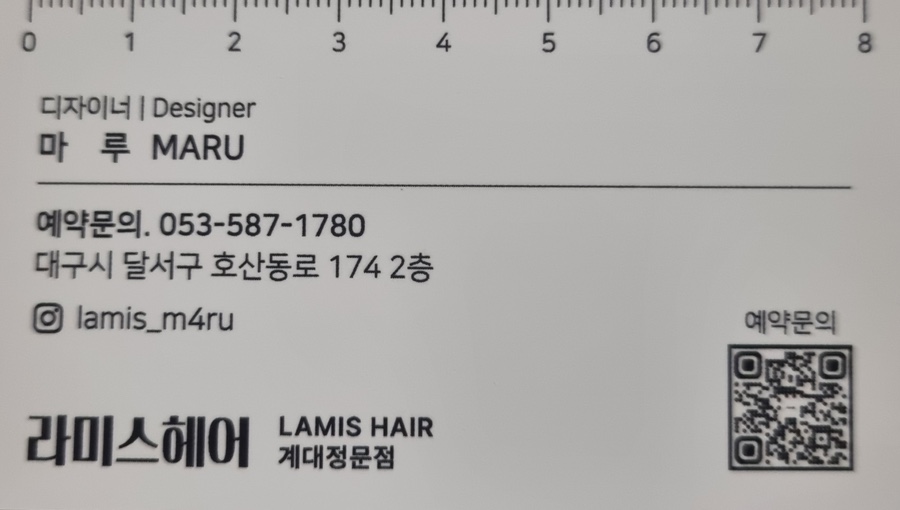 0 1 2 3 4 5 6 7 8
디자이너 | Designer
마 루 MARU
예약문의. 053-587-1780
대구시 달서구 호산동로 174 2층
lamis_m4ru
예약문의
라미스헤어 LAMIS HAIR
계대정문점